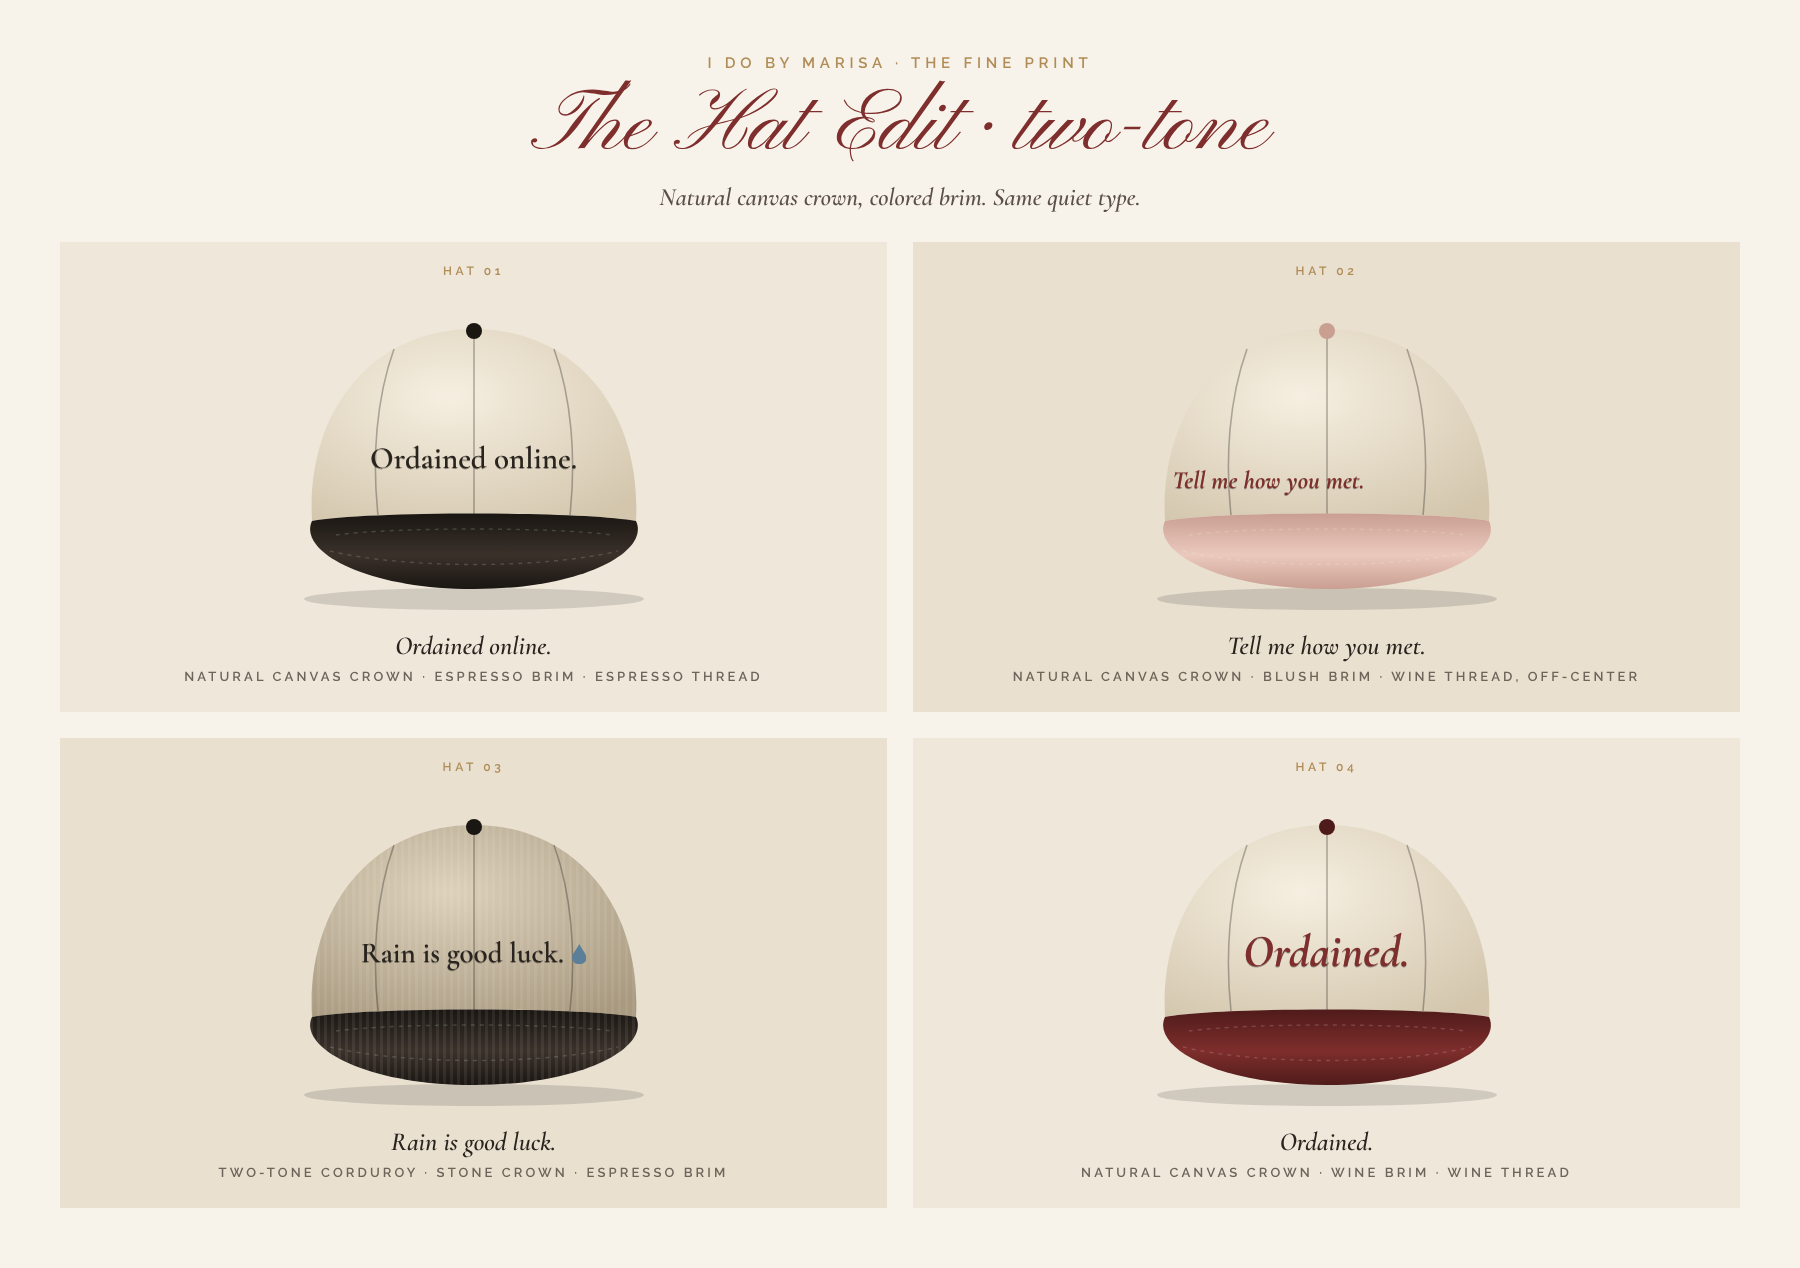 I DO BY MARISA · THE FINE PRINT
The Hat Edit · two-tone
Natural canvas crown, colored brim. Same quiet type.
HAT 01
Ordained online.
Ordained online.
NATURAL CANVAS CROWN · ESPRESSO BRIM · ESPRESSO THREAD
HAT 02
Tell me how you met.
Tell me how you met.
NATURAL CANVAS CROWN · BLUSH BRIM · WINE THREAD, OFF-CENTER
HAT 03
Rain is good luck.
Rain is good luck.
TWO-TONE CORDUROY · STONE CROWN · ESPRESSO BRIM
HAT 04
Ordained.
Ordained.
NATURAL CANVAS CROWN · WINE BRIM · WINE THREAD